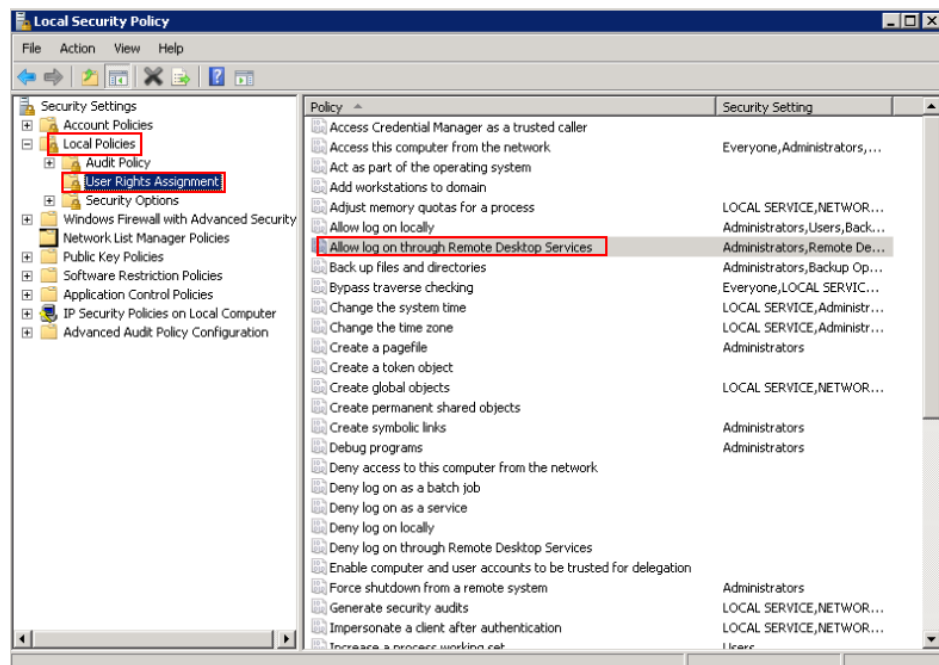 Local Security Policy
File Action View Help
Security Settings
Account Policies
Local Policies
Audit Policy
User Rights Assignment
Security Options
Windows Firewall with Advanced Security
Network List Manager Policies
Public Key Policies
Software Restriction Policies
Application Control Policies
IP Security Policies on Local Computer
Advanced Audit Policy Configuration
Policy Security Setting
Access Credential Manager as a trusted caller
Access this computer from the network Everyone,Administrators,...
Act as part of the operating system
Add workstations to domain
Adjust memory quotas for a process LOCAL SERVICE,NETWOR...
Allow log on locally Administrators,Users,Back...
Allow log on through Remote Desktop Services Administrators,Remote De...
Back up files and directories Administrators,Backup Op...
Bypass traverse checking Everyone,LOCAL SERVIC...
Change the system time LOCAL SERVICE,Administr...
Change the time zone LOCAL SERVICE,Administr...
Create a pagefile Administrators
Create a token object
Create global objects LOCAL SERVICE,NETWOR...
Create permanent shared objects
Create symbolic links Administrators
Debug programs Administrators
Deny access to this computer from the network
Deny log on as a batch job
Deny log on as a service
Deny log on locally
Deny log on through Remote Desktop Services
Enable computer and user accounts to be trusted for delegation
Force shutdown from a remote system Administrators
Generate security audits LOCAL SERVICE,NETWOR...
Impersonate a client after authentication LOCAL SERVICE,NETWOR...
Increase a process working set Users